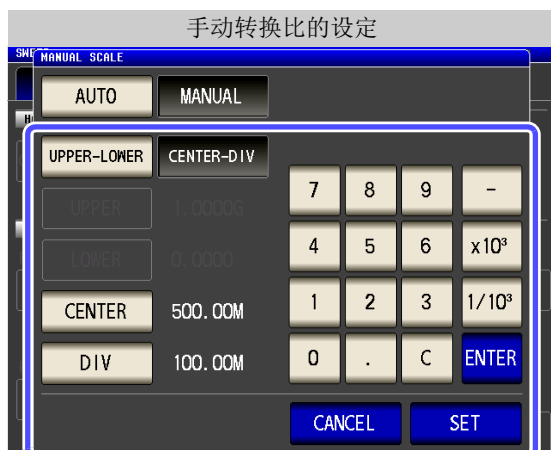 手动转换比的设定
SWE
MANUAL SCALE
AUTO MANUAL
H
UPPER-LOWER CENTER-DIV
7 8 9 -
UPPER 1.0000G
4 5 6 x10³
LOWER 0.0000
1 2 3 1/10³
CENTER 500.00M
0 . C ENTER
DIV 100.00M
CANCEL SET